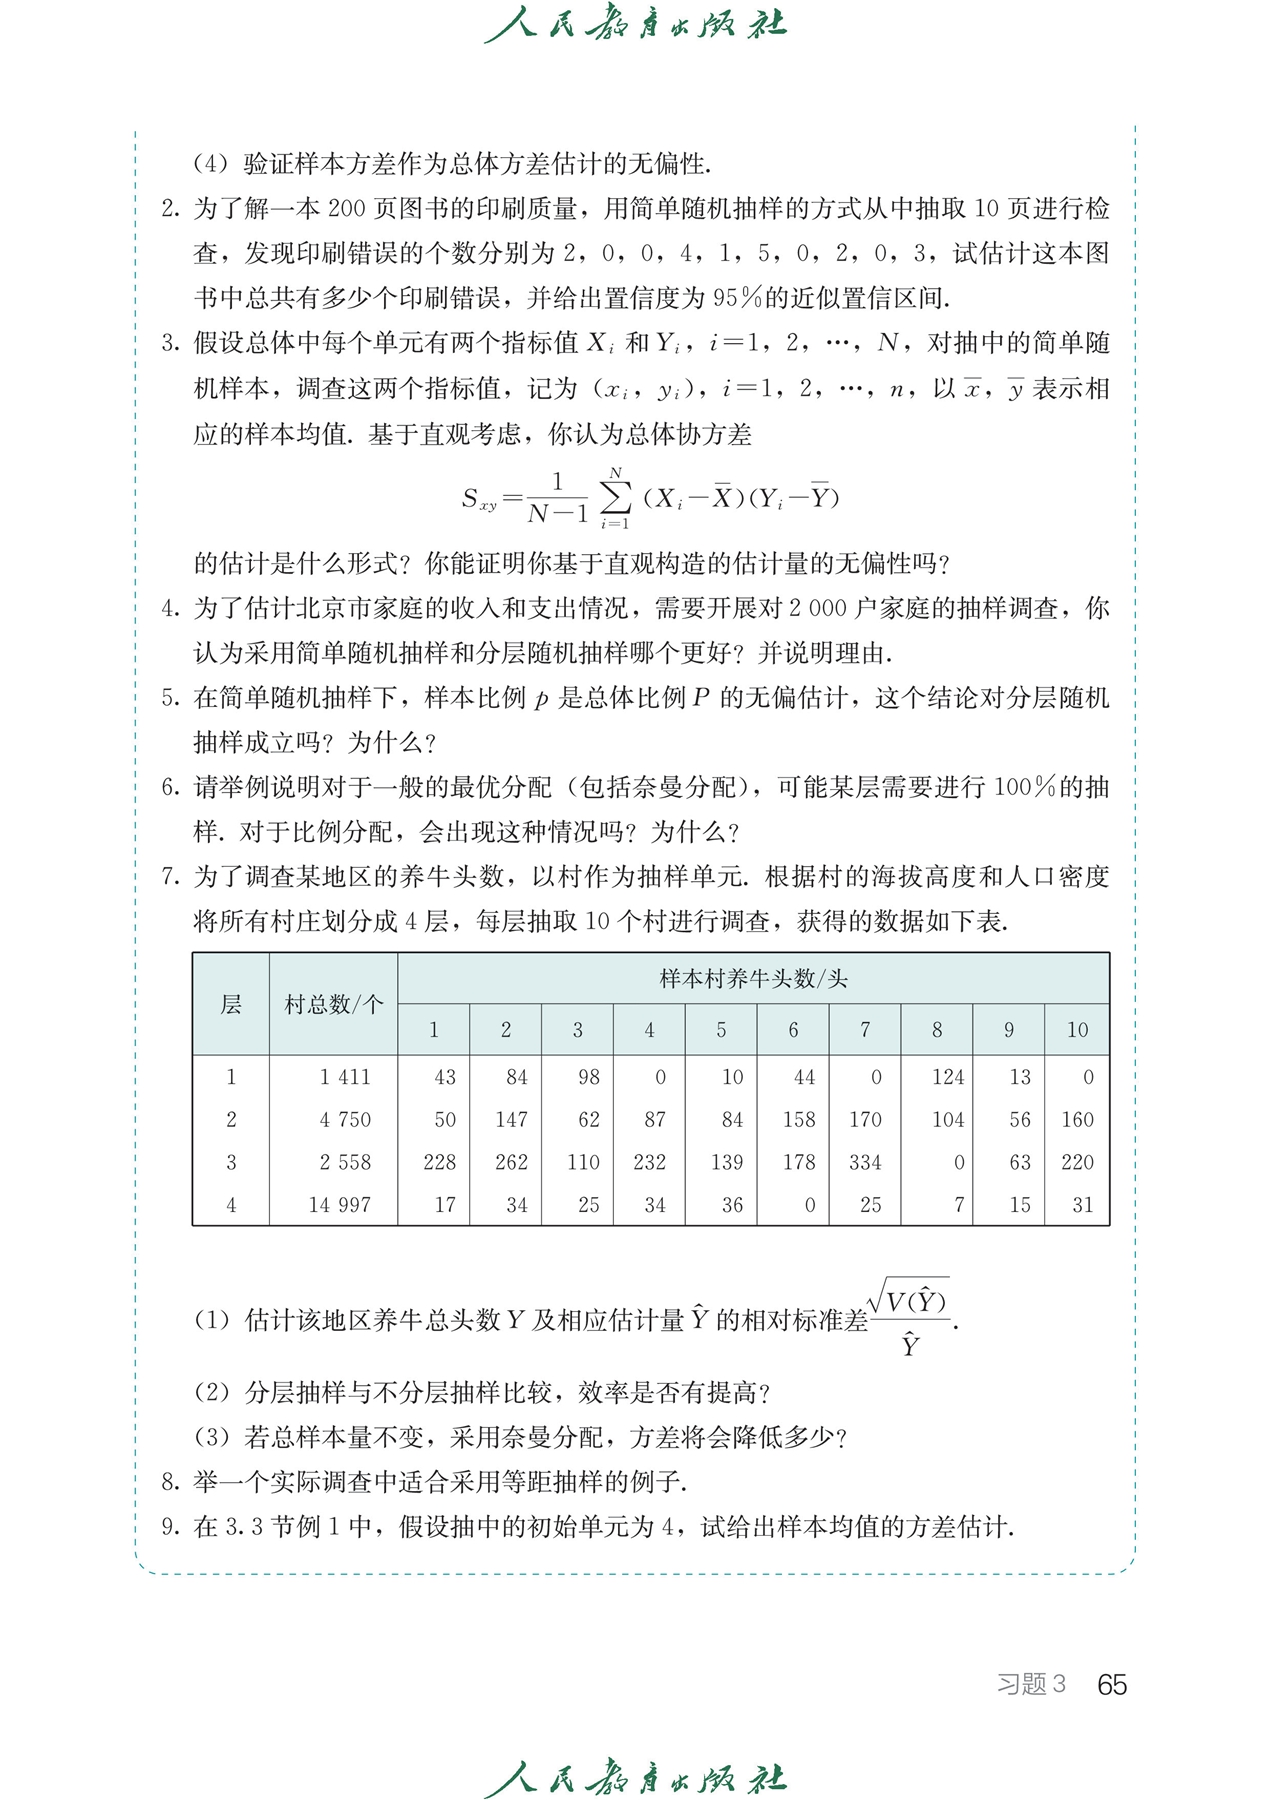 人民教育出版社
（4）验证样本方差作为总体方差估计的无偏性.
2. 为了解一本 200 页图书的印刷质量，用简单随机抽样的方式从中抽取 10 页进行检
查，发现印刷错误的个数分别为 2，0，0，4，1，5，0，2，0，3，试估计这本图
书中总共有多少个印刷错误，并给出置信度为 95%的近似置信区间.
3. 假设总体中每个单元有两个指标值 Xᵢ 和 Yᵢ，i=1，2，…，N，对抽中的简单随
机样本，调查这两个指标值，记为（xᵢ，yᵢ），i=1，2，…，n，以 x̅，y̅ 表示相
应的样本均值. 基于直观考虑，你认为总体协方差
S_{xy}=\frac{1}{N-1}\sum_{i=1}^{N}(X_i-\overline{X})(Y_i-\overline{Y})
的估计是什么形式？你能证明你基于直观构造的估计量的无偏性吗？
4. 为了估计北京市家庭的收入和支出情况，需要开展对 2 000 户家庭的抽样调查，你
认为采用简单随机抽样和分层随机抽样哪个更好？并说明理由.
5. 在简单随机抽样下，样本比例 p 是总体比例 P 的无偏估计，这个结论对分层随机
抽样成立吗？为什么？
6. 请举例说明对于一般的最优分配（包括奈曼分配），可能某层需要进行 100%的抽
样. 对于比例分配，会出现这种情况吗？为什么？
7. 为了调查某地区的养牛头数，以村作为抽样单元. 根据村的海拔高度和人口密度
将所有村庄划分成 4 层，每层抽取 10 个村进行调查，获得的数据如下表.
层 村总数/个 样本村养牛头数/头
1 2 3 4 5 6 7 8 9 10
1 1 411 43 84 98 0 10 44 0 124 13 0
2 4 750 50 147 62 87 84 158 170 104 56 160
3 2 558 228 262 110 232 139 178 334 0 63 220
4 14 997 17 34 25 34 36 0 25 7 15 31
（1）估计该地区养牛总头数 Y 及相应估计量 Ŷ 的相对标准差\frac{\sqrt{V(Ŷ)}}{Ŷ}.
（2）分层抽样与不分层抽样比较，效率是否有提高？
（3）若总样本量不变，采用奈曼分配，方差将会降低多少？
8. 举一个实际调查中适合采用等距抽样的例子.
9. 在 3.3 节例 1 中，假设抽中的初始单元为 4，试给出样本均值的方差估计.
习题 3 65
人民教育出版社